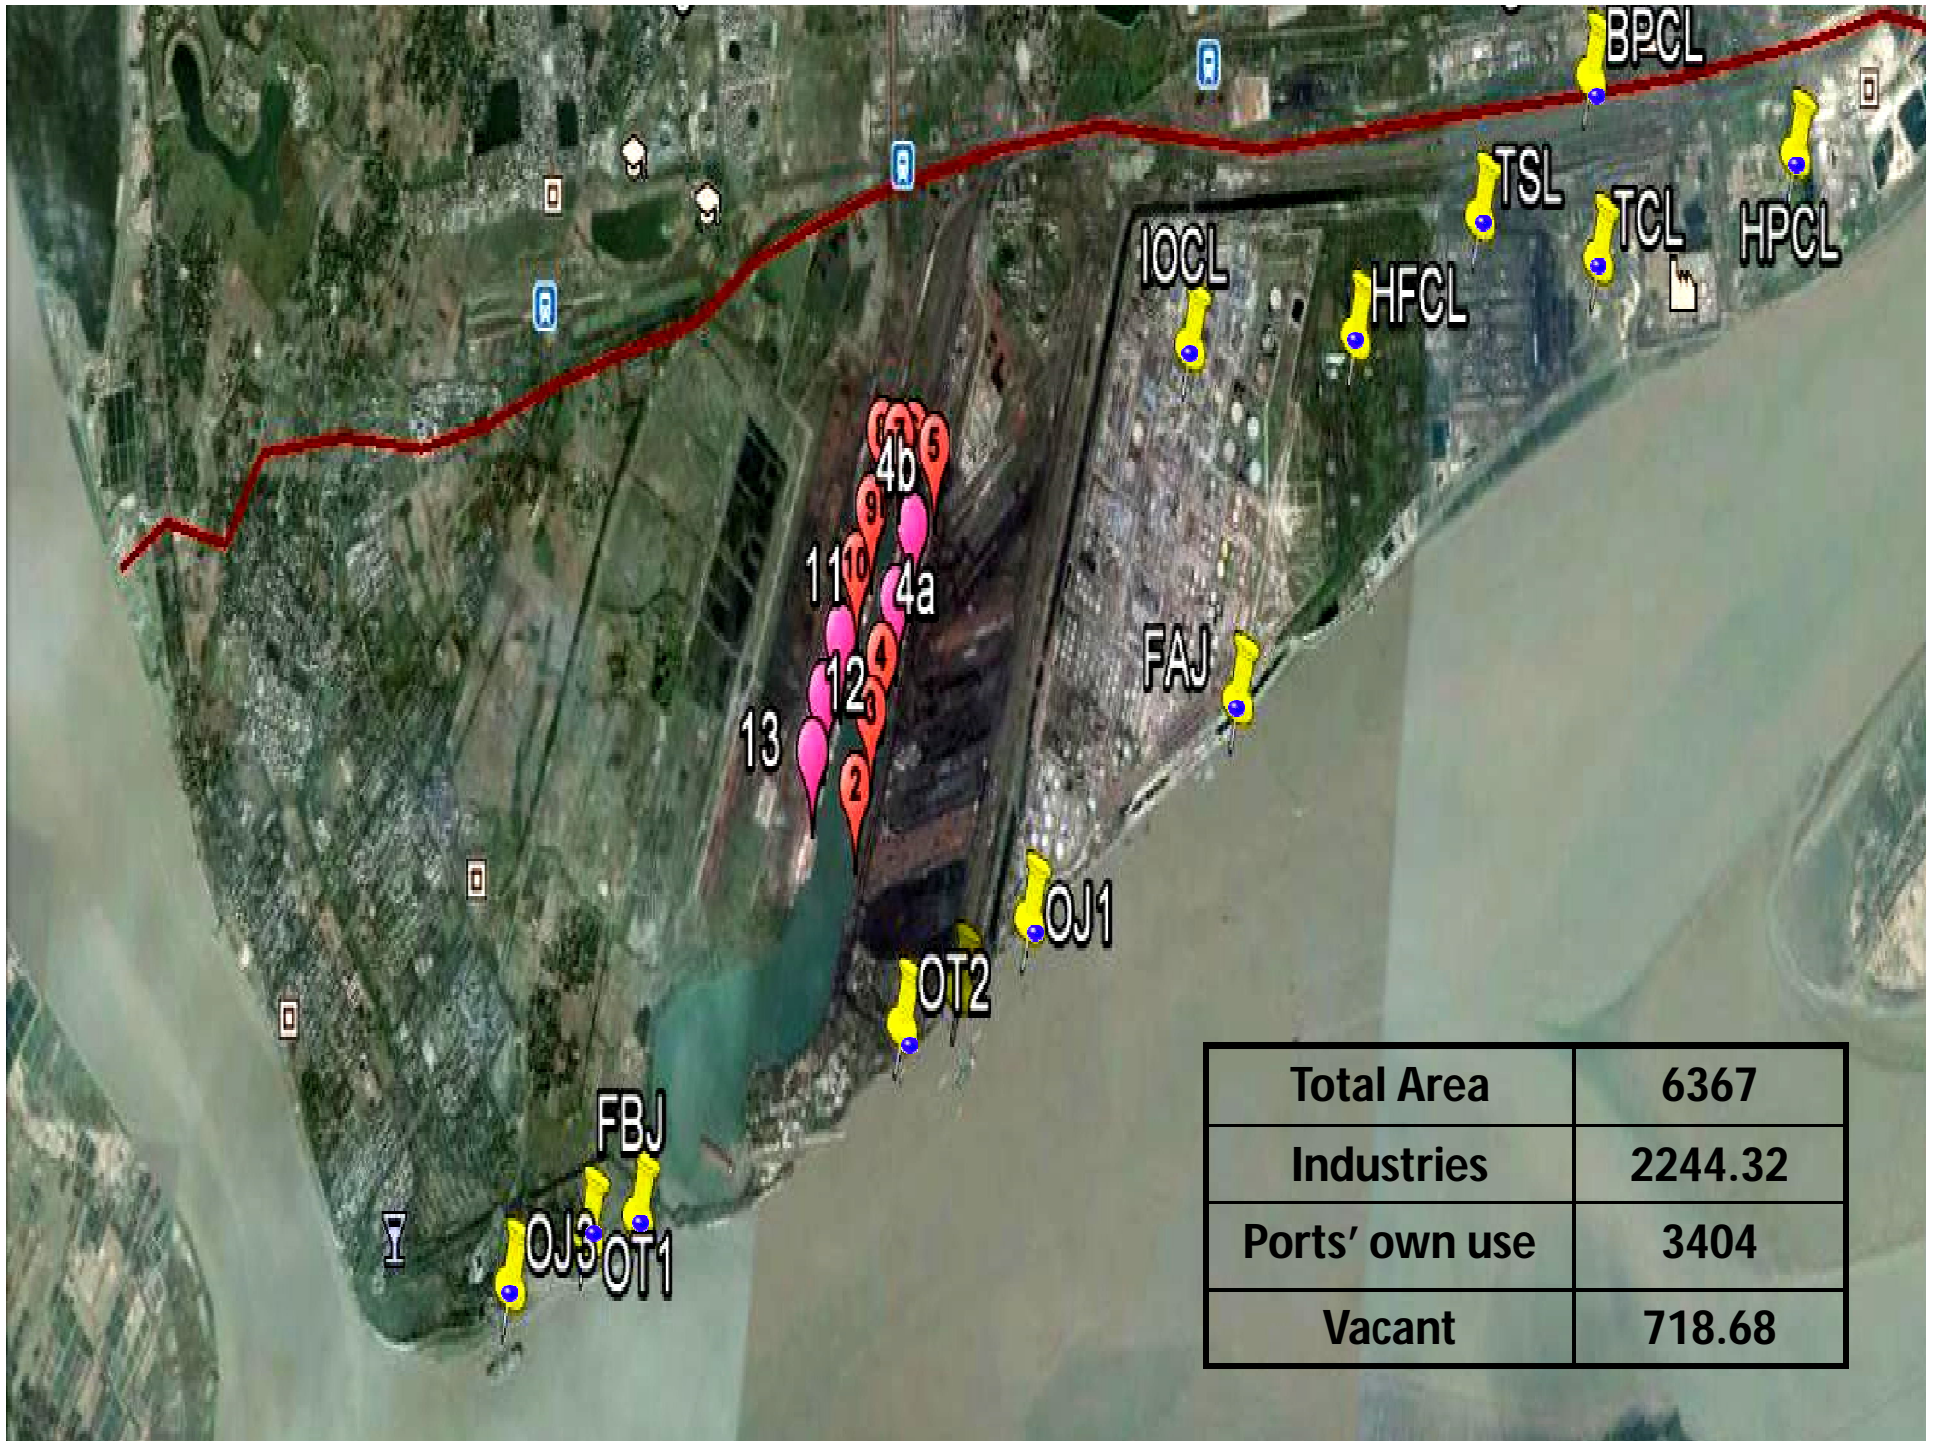 BPCL
TSL
TCL
HPCL
IOCL
HFCL
5
4b
9
11
10
4a
4
12
3
13
2
FAJ
OJ1
OT2
FBJ
OJ3
OT1
Total Area 6367
Industries 2244.32
Ports’ own use 3404
Vacant 718.68